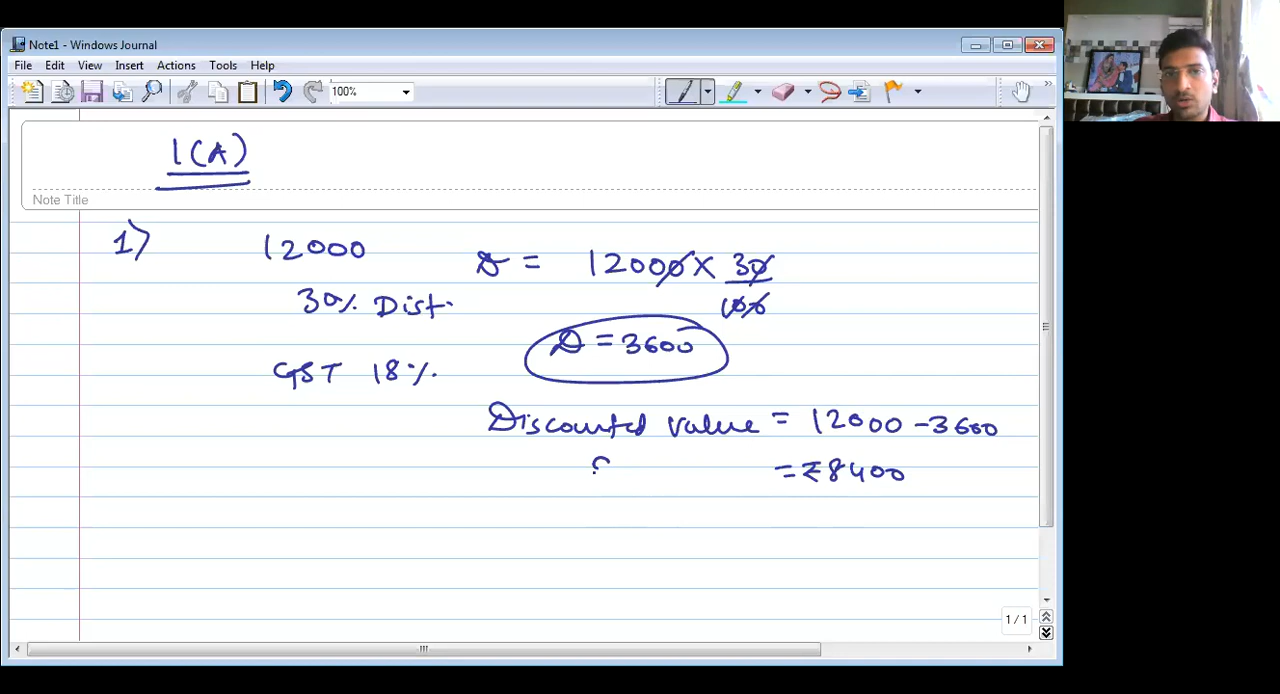 Note1 - Windows Journal
File Edit View Insert Actions Tools Help
100%
1(A)
Note Title
1) 12000
D = 12000 × 30
100
30% Dist.
D = 3600
GST 18%.
Discounted value = 12000 - 3600
= ₹8400
1 / 1